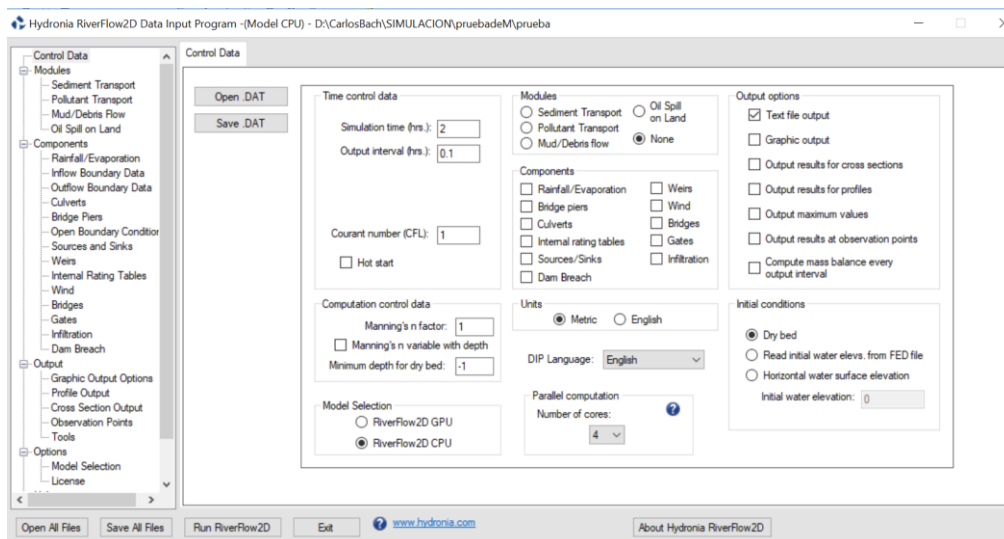 Hydronia RiverFlow2D Data Input Program -(Model CPU) - D:\CarlosBach\SIMULACION\pruebadeM\prueba
Control Data
Modules
Sediment Transport
Pollutant Transport
Mud/Debris Flow
Oil Spill on Land
Components
Rainfall/Evaporation
Inflow Boundary Data
Outflow Boundary Data
Culverts
Bridge Piers
Open Boundary Condition
Sources and Sinks
Weirs
Internal Rating Tables
Wind
Bridges
Gates
Infiltration
Dam Breach
Output
Graphic Output Options
Profile Output
Cross Section Output
Observation Points
Tools
Options
Model Selection
License
Control Data
Open .DAT
Save .DAT
Time control data
Simulation time (hrs.): 2
Output interval (hrs.): 0.1
Courant number (CFL): 1
Hot start
Computation control data
Manning's n factor: 1
Manning's n variable with depth
Minimum depth for dry bed: -1
Model Selection
RiverFlow2D GPU
RiverFlow2D CPU
Modules
Sediment Transport
Pollutant Transport
Mud/Debris flow
Oil Spill
on Land
None
Components
Rainfall/Evaporation
Bridge piers
Culverts
Internal rating tables
Sources/Sinks
Dam Breach
Weirs
Wind
Bridges
Gates
Infiltration
Units
Metric English
DIP Language: English
Parallel computation
Number of cores:
4
Output options
Text file output
Graphic output
Output results for cross sections
Output results for profiles
Output maximum values
Output results at observation points
Compute mass balance every
output interval
Initial conditions
Dry bed
Read initial water elevs. from FED file
Horizontal water surface elevation
Initial water elevation: 0
Open All Files Save All Files Run RiverFlow2D Exit www.hydronia.com About Hydronia RiverFlow2D